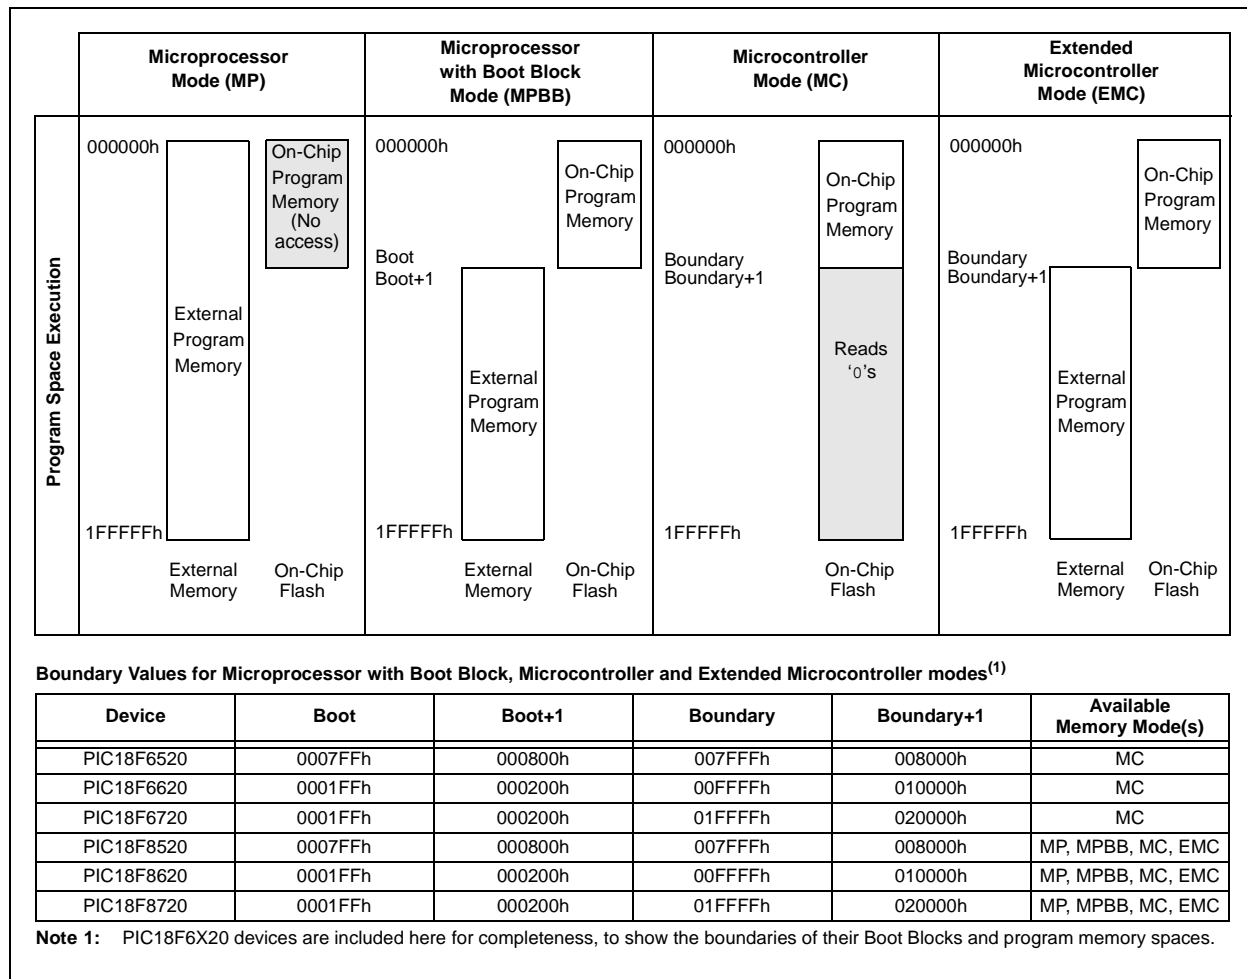 Microprocessor
Mode (MP)
Microprocessor
with Boot Block
Mode (MPBB)
Microcontroller
Mode (MC)
Extended
Microcontroller
Mode (EMC)
Program Space Execution
000000h
1FFFFFh
External
Program
Memory
On-Chip
Program
Memory
(No
access)
External
Memory
On-Chip
Flash
000000h
Boot
Boot+1
1FFFFFh
On-Chip
Program
Memory
External
Program
Memory
External
Memory
On-Chip
Flash
000000h
Boundary
Boundary+1
1FFFFFh
On-Chip
Program
Memory
Reads
‘0’s
On-Chip
Flash
000000h
Boundary
Boundary+1
1FFFFFh
On-Chip
Program
Memory
External
Program
Memory
External
Memory
On-Chip
Flash
Boundary Values for Microprocessor with Boot Block, Microcontroller and Extended Microcontroller modes(1)
Device Boot Boot+1 Boundary Boundary+1 Available
Memory Mode(s)
PIC18F6520 0007FFh 000800h 007FFFh 008000h MC
PIC18F6620 0001FFh 000200h 00FFFFh 010000h MC
PIC18F6720 0001FFh 000200h 01FFFFh 020000h MC
PIC18F8520 0007FFh 000800h 007FFFh 008000h MP, MPBB, MC, EMC
PIC18F8620 0001FFh 000200h 00FFFFh 010000h MP, MPBB, MC, EMC
PIC18F8720 0001FFh 000200h 01FFFFh 020000h MP, MPBB, MC, EMC
Note 1: PIC18F6X20 devices are included here for completeness, to show the boundaries of their Boot Blocks and program memory spaces.